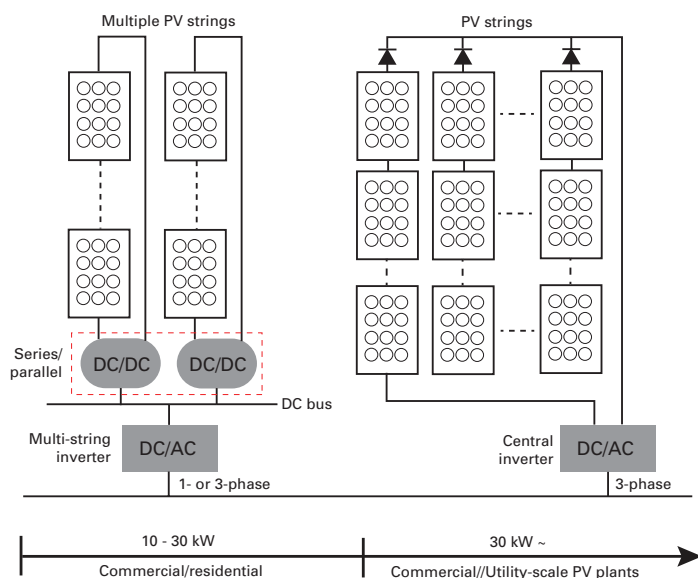 Multiple PV strings
PV strings
Series/
parallel
DC/DC
DC/DC
DC bus
Multi-string
inverter
DC/AC
1- or 3-phase
Central
inverter
DC/AC
3-phase
10 - 30 kW
30 kW ~
Commercial/residential
Commercial//Utility-scale PV plants